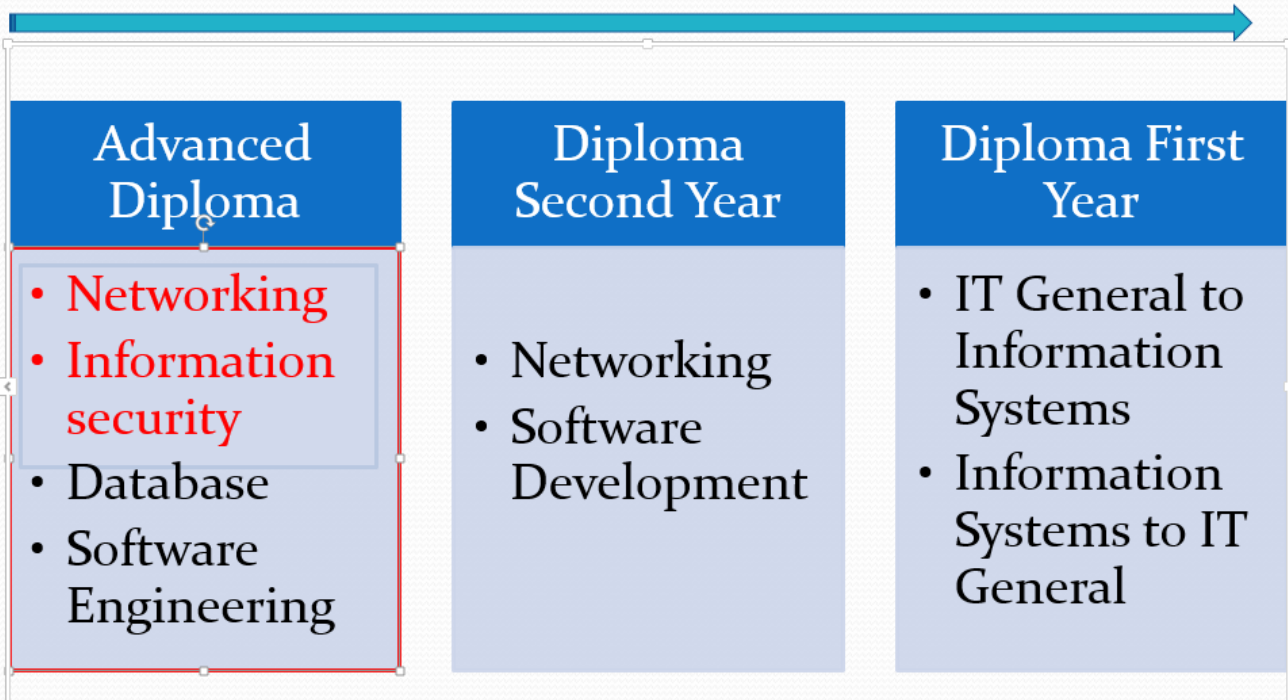 Advanced
Diploma
• Networking
• Information
security
• Database
• Software
Engineering
Diploma
Second Year
• Networking
• Software
Development
Diploma First
Year
• IT General to
Information
Systems
• Information
Systems to IT
General